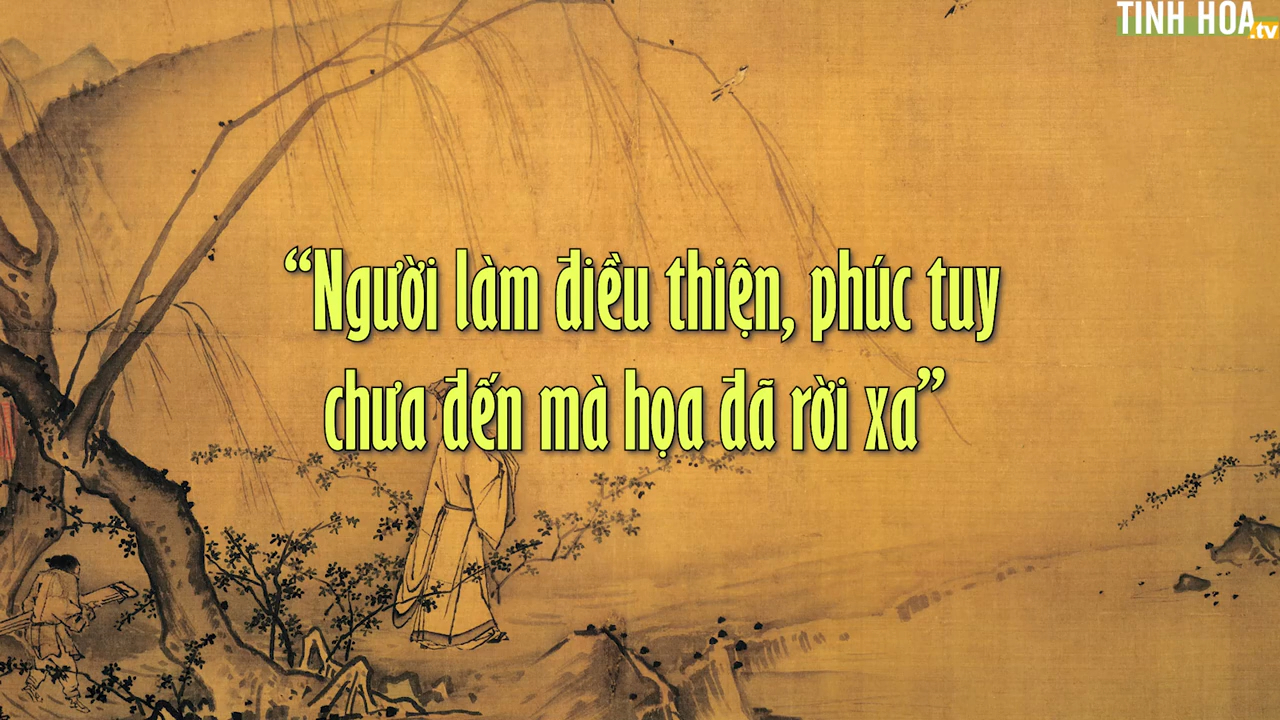 TINH HOA.tv
“Người làm điều thiện, phúc tuy
chưa đến mà họa đã rời xa”